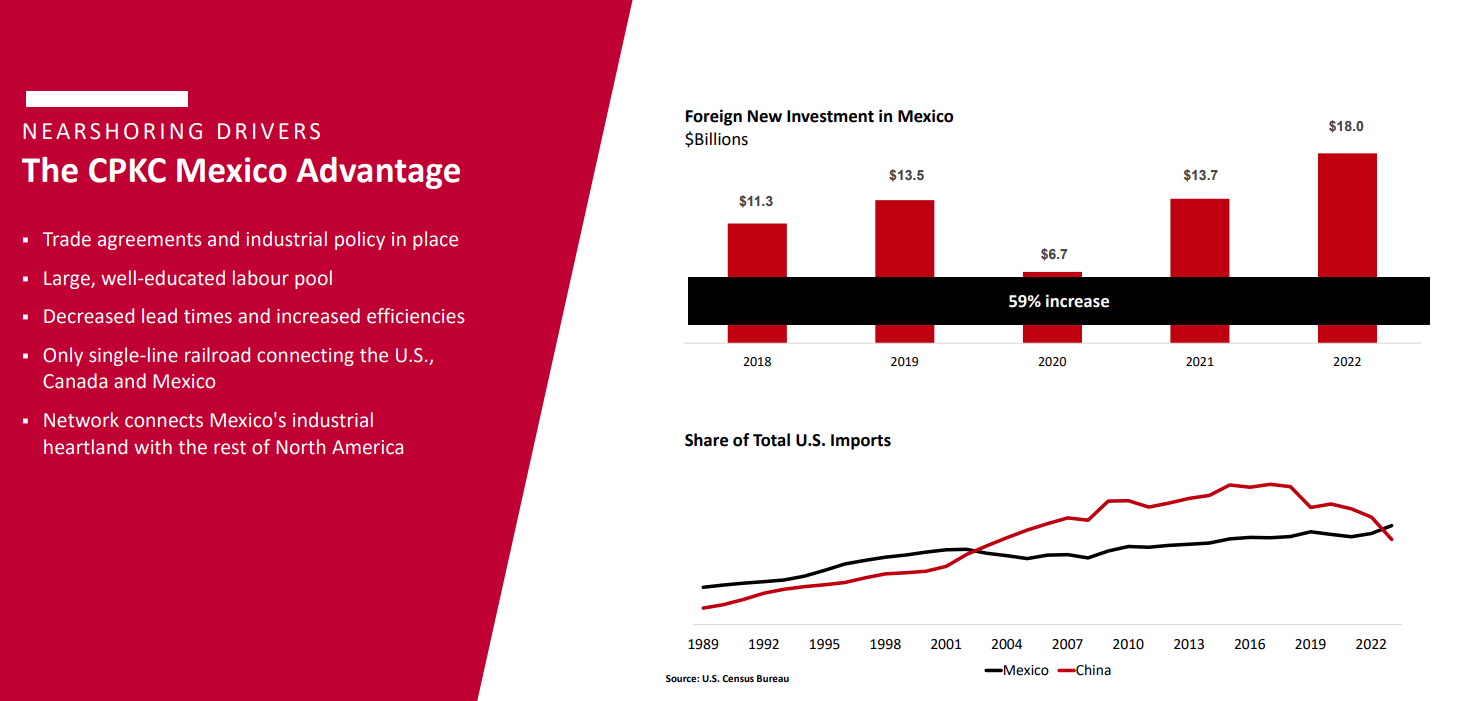 NEARSHORING DRIVERS
The CPKC Mexico Advantage
▪ Trade agreements and industrial policy in place
▪ Large, well-educated labour pool
▪ Decreased lead times and increased efficiencies
▪ Only single-line railroad connecting the U.S.,
Canada and Mexico
▪ Network connects Mexico's industrial
heartland with the rest of North America
Foreign New Investment in Mexico
$Billions
$11.3 $13.5 $6.7 $13.7 $18.0
59% increase
2018 2019 2020 2021 2022
Share of Total U.S. Imports
1989 1992 1995 1998 2001 2004 2007 2010 2013 2016 2019 2022
Mexico China
Source: U.S. Census Bureau